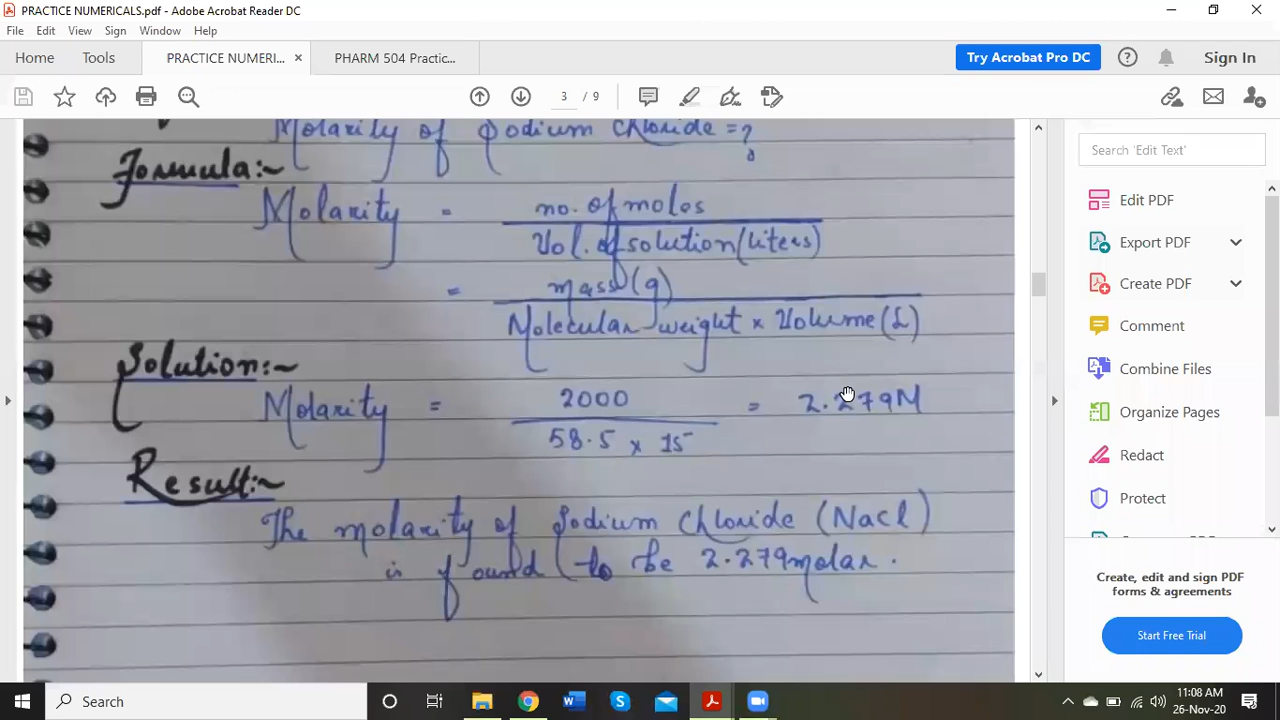 PRACTICE NUMERICALS.pdf - Adobe Acrobat Reader DC
File Edit View Sign Window Help
Home Tools PRACTICE NUMERI... × PHARM 504 Practic... Try Acrobat Pro DC Sign In
3 / 9
Molarity of Sodium Chloride = ?
Formula:~
Molarity = no. of moles
Vol. of solution (liters)
= mass (g)
Molecular weight × Volume (L)
Solution:~
Molarity = 2000 = 2.279M
58.5 × 15
Result:~
The molarity of Sodium Chloride (Nacl)
is found to be 2.279molar.
Search 'Edit Text'
Edit PDF
Export PDF
Create PDF
Comment
Combine Files
Organize Pages
Redact
Protect
Create, edit and sign PDF
forms & agreements
Start Free Trial
Search
11:08 AM
26-Nov-20